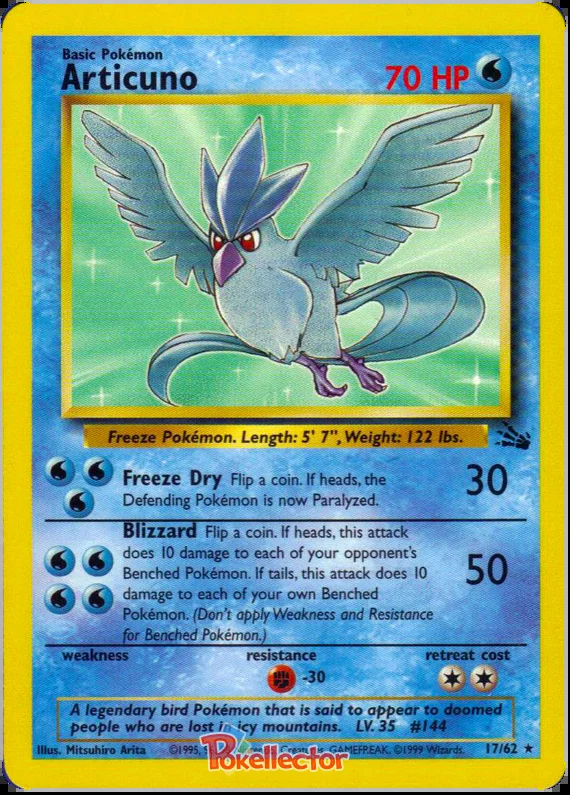 Basic Pokémon
Articuno
70 HP
Freeze Pokémon. Length: 5' 7", Weight: 122 lbs.
Freeze Dry Flip a coin. If heads, the
Defending Pokémon is now Paralyzed.
30
Blizzard Flip a coin. If heads, this attack
does 10 damage to each of your opponent's
Benched Pokémon. If tails, this attack does 10
damage to each of your own Benched
Pokémon. (Don't apply Weakness and Resistance
for Benched Pokémon.)
50
weakness
resistance
retreat cost
-30
A legendary bird Pokémon that is said to appear to doomed
people who are lost in icy mountains. LV. 35 #144
Illus. Mitsuhiro Arita
©1995, Creatures, GAMEFREAK. ©1999 Wizards.
17/62 ★
Pokellector